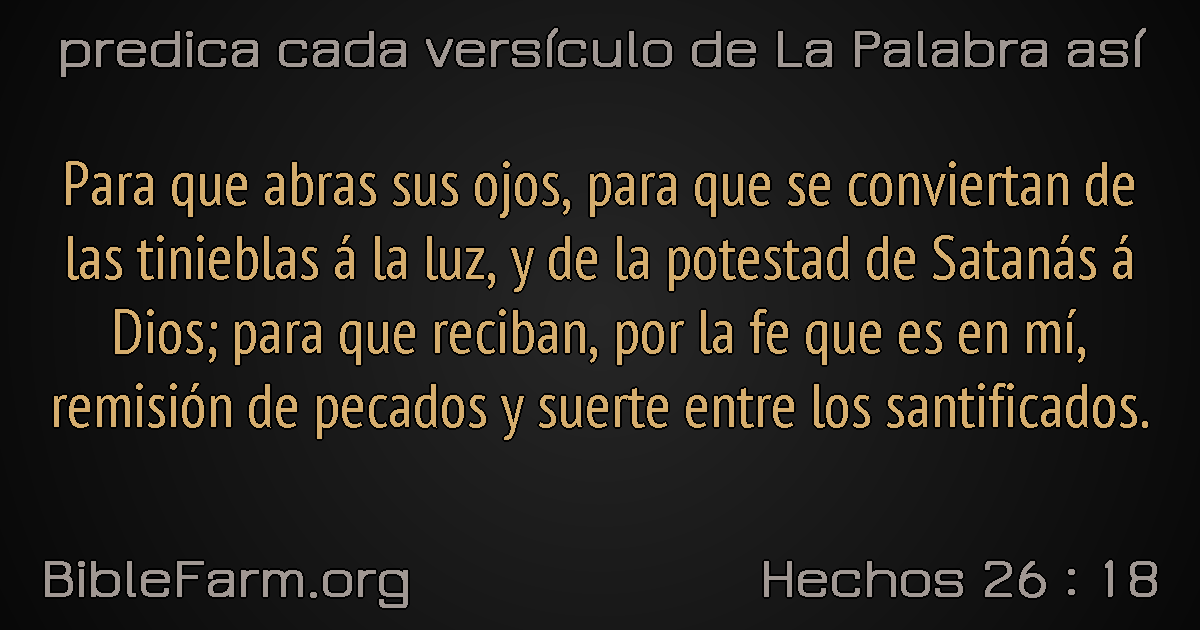 predica cada versículo de La Palabra así
Para que abras sus ojos, para que se conviertan de
las tinieblas á la luz, y de la potestad de Satanás á
Dios; para que reciban, por la fe que es en mí,
remisión de pecados y suerte entre los santificados.
BibleFarm.org
Hechos 26 : 18